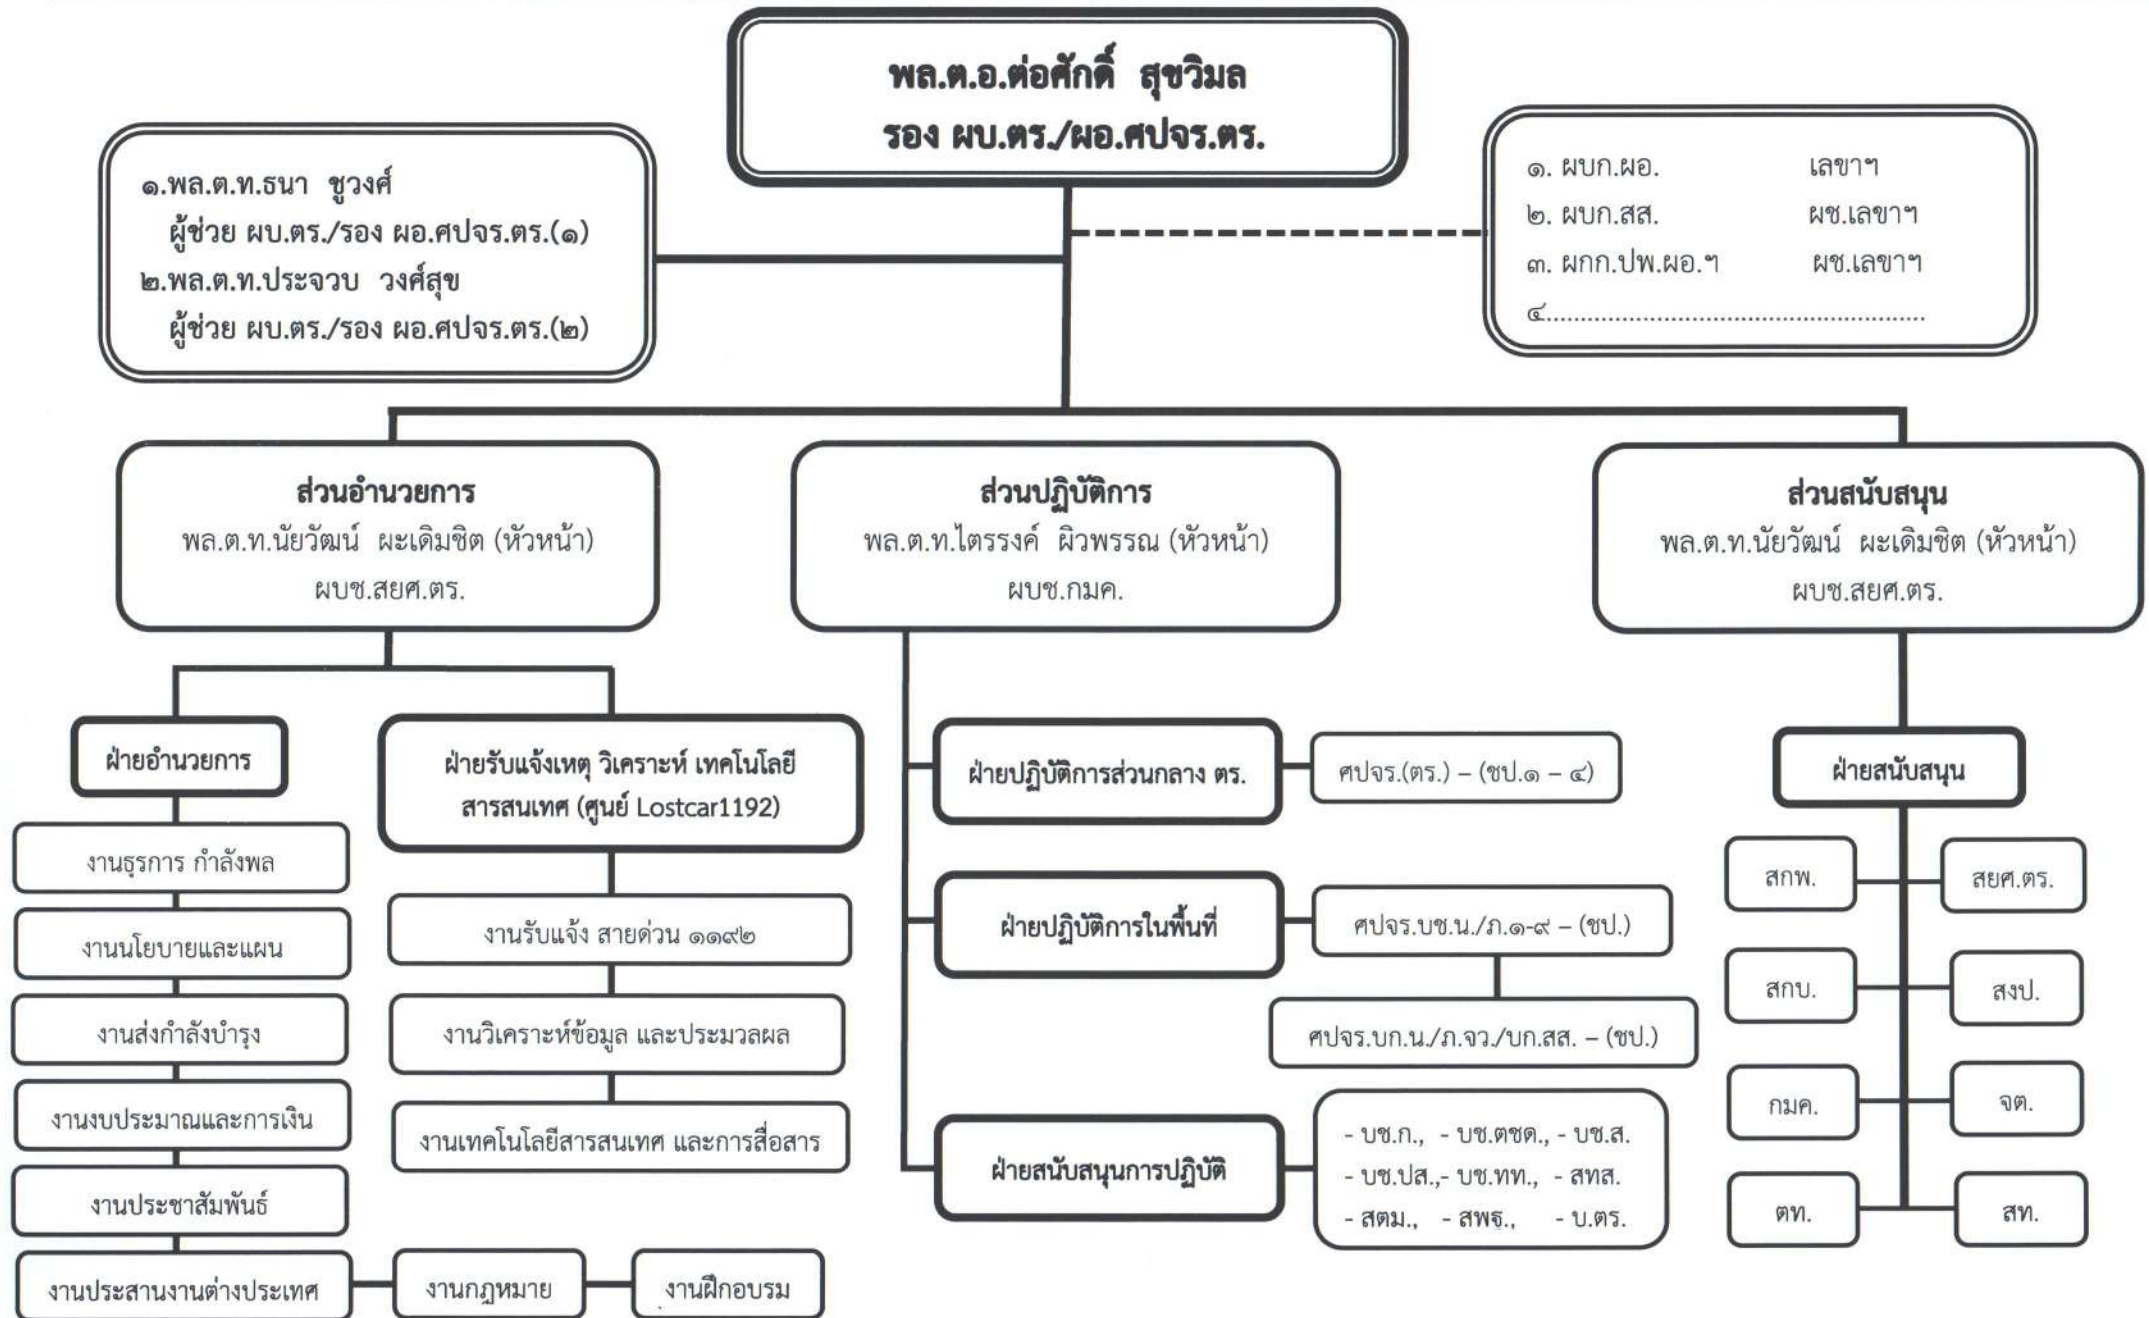 พล.ต.อ.ต่อศักดิ์ สุขวิมล
รอง ผบ.ตร./ผอ.ศปจร.ตร.
๑.พล.ต.ท.ธนา ชูวงศ์
ผู้ช่วย ผบ.ตร./รอง ผอ.ศปจร.ตร.(๑)
๒.พล.ต.ท.ประจวบ วงศ์สุข
ผู้ช่วย ผบ.ตร./รอง ผอ.ศปจร.ตร.(๒)
๑. ผบก.ผอ. เลขาฯ
๒. ผบก.สส. ผช.เลขาฯ
๓. ผกก.ปพ.ผอ.ฯ ผช.เลขาฯ
๔.......................................................
ส่วนอำนวยการ
พล.ต.ท.นัยวัฒน์ ผะเดิมชิต (หัวหน้า)
ผบช.สยศ.ตร.
ส่วนปฏิบัติการ
พล.ต.ท.ไตรรงค์ ผิวพรรณ (หัวหน้า)
ผบช.กมค.
ส่วนสนับสนุน
พล.ต.ท.นัยวัฒน์ ผะเดิมชิต (หัวหน้า)
ผบช.สยศ.ตร.
ฝ่ายอำนวยการ
งานธุรการ กำลังพล
งานนโยบายและแผน
งานส่งกำลังบำรุง
งานงบประมาณและการเงิน
งานประชาสัมพันธ์
งานประสานงานต่างประเทศ
งานกฎหมาย
งานฝึกอบรม
ฝ่ายรับแจ้งเหตุ วิเคราะห์ เทคโนโลยี
สารสนเทศ (ศูนย์ Lostcar1192)
งานรับแจ้ง สายด่วน ๑๑๙๒
งานวิเคราะห์ข้อมูล และประมวลผล
งานเทคโนโลยีสารสนเทศ และการสื่อสาร
ฝ่ายปฏิบัติการส่วนกลาง ตร.
ศปจร.(ตร.) – (ชป.๑ – ๔)
ฝ่ายปฏิบัติการในพื้นที่
ศปจร.บช.น./ภ.๑-๙ – (ชป.)
ศปจร.บก.น./ภ.จว./บก.สส. – (ชป.)
ฝ่ายสนับสนุนการปฏิบัติ
- บช.ก., - บช.ตชด., - บช.ส.
- บช.ปส.,- บช.ทท., - สทส.
- สตม., - สพฐ., - บ.ตร.
ฝ่ายสนับสนุน
สกพ. สยศ.ตร.
สกบ. สงป.
กมค. จต.
ตท. สท.